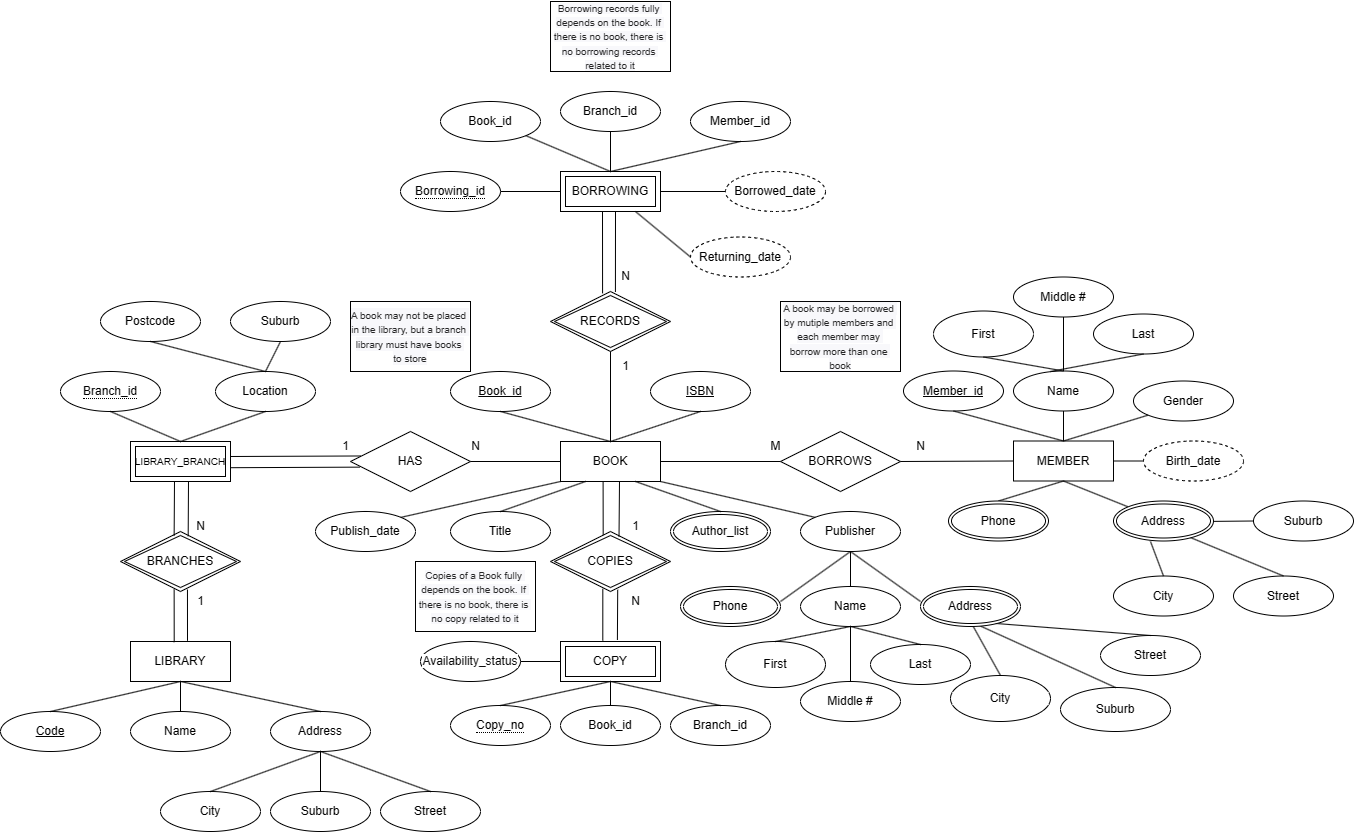 Borrowing records fully
depends on the book. If
there is no book, there is
no borrowing records
related to it
Branch_id
Book_id
Member_id
Borrowing_id
BORROWING
Borrowed_date
Returning_date
N
RECORDS
1
Postcode
Suburb
Branch_id
Location
A book may not be placed
in the library, but a branch
library must have books
to store
A book may be borrowed
by mutiple members and
each member may
borrow more than one
book
Middle #
First
Last
Member_id
Name
Gender
Book_id
ISBN
LIBRARY_BRANCH
1
HAS
N
BOOK
M
BORROWS
N
MEMBER
Birth_date
Phone
Address
Suburb
City
Street
Publish_date
Title
1
Author_list
Publisher
N
BRANCHES
1
COPIES
N
Copies of a Book fully
depends on the book. If
there is no book, there is
no copy related to it
Phone
Name
Address
First
Middle #
Last
City
Suburb
Street
LIBRARY
Availability_status
COPY
Code
Name
Address
Copy_no
Book_id
Branch_id
City
Suburb
Street